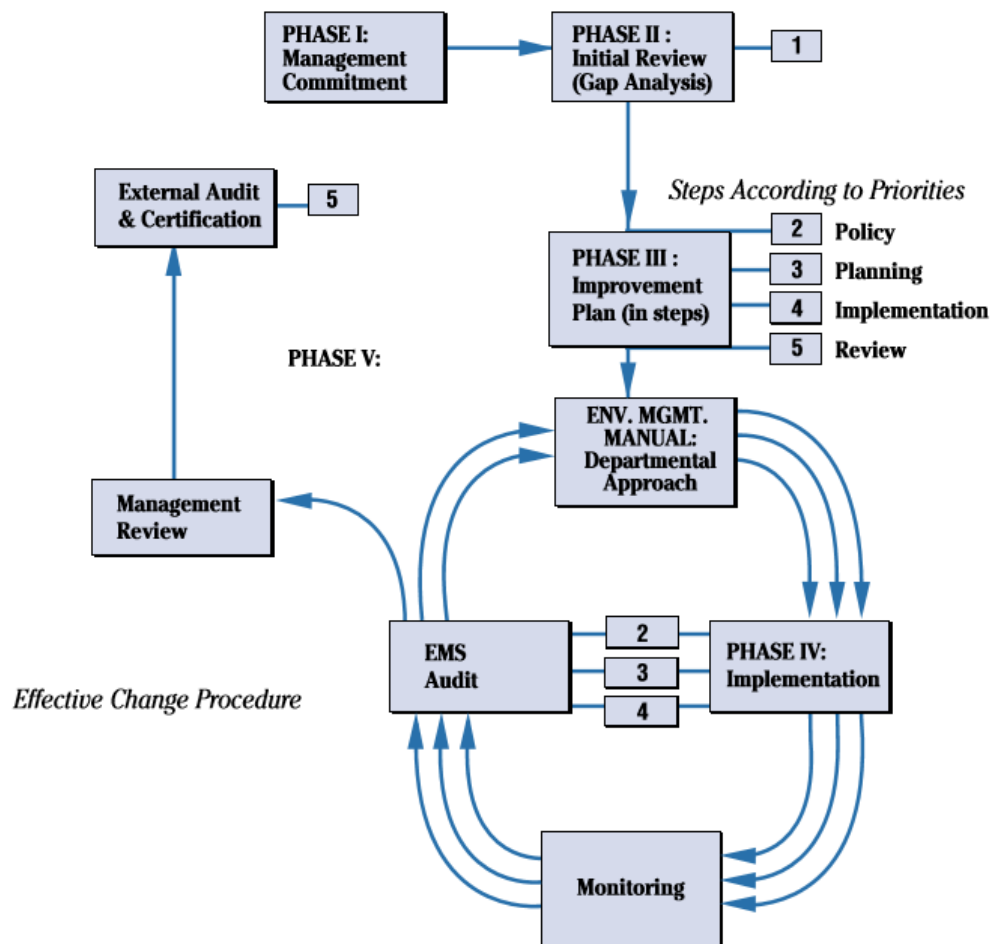 PHASE I:
Management
Commitment
PHASE II :
Initial Review
(Gap Analysis)
1
External Audit
& Certification
5
Steps According to Priorities
2 Policy
PHASE III :
Improvement
Plan (in steps)
3 Planning
4 Implementation
5 Review
PHASE V:
ENV. MGMT.
MANUAL:
Departmental
Approach
Management
Review
EMS
Audit
2
3
4
PHASE IV:
Implementation
Effective Change Procedure
Monitoring